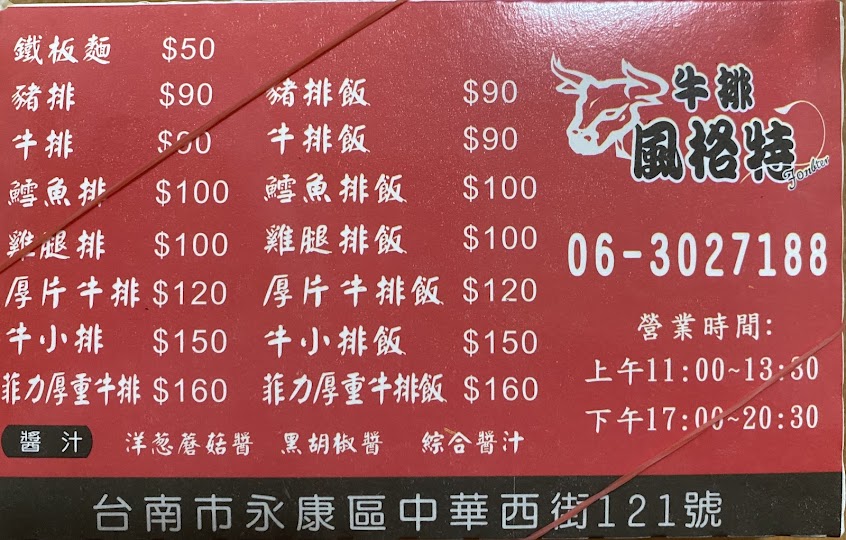 鐵板麵 $50
豬排 $90 豬排飯 $90
牛排 $90 牛排飯 $90
鱈魚排 $100 鱈魚排飯 $100
雞腿排 $100 雞腿排飯 $100
厚片牛排 $120 厚片牛排飯 $120
牛小排 $150 牛小排飯 $150
菲力厚重牛排 $160 菲力厚重牛排飯 $160
醬汁 洋葱蘑菇醬 黑胡椒醬 綜合醬汁
牛排
風格特
06-3027188
營業時間:
上午11:00~13:30
下午17:00~20:30
台南市永康區中華西街121號